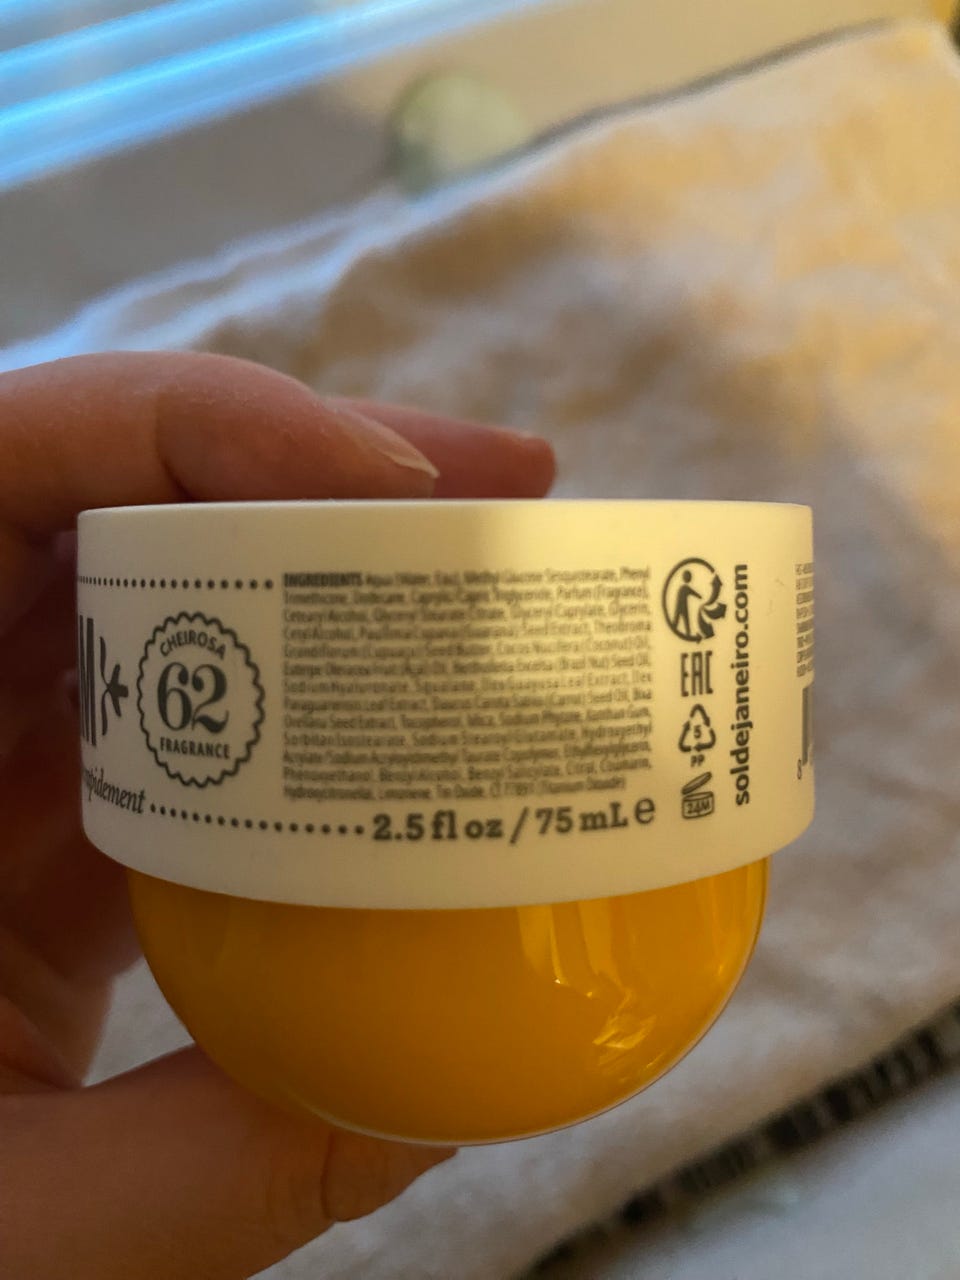 M*
CHEIROSA
62
FRAGRANCE
rapidement
INGREDIENTS Aqua (Water, Eau), Methyl Glucose Sesquistearate, Phenyl
Trimethicone, Undecane, Caprylic/Capric Triglyceride, Parfum (Fragrance),
Cetearyl Alcohol, Glyceryl Stearate Citrate, Glyceryl Caprylate, Glycerin,
Cetyl Alcohol, Paullinia Cupana (Guarana) Seed Extract, Theobroma
Grandiflorum (Cupuaçu) Seed Butter, Cocos Nucifera (Coconut) Oil,
Euterpe Oleracea Fruit (Açaí) Oil, Bertholletia Excelsa (Brazil Nut) Seed Oil,
Sodium Hyaluronate, Squalane, Ilex Guayusa Leaf Extract, Ilex
Paraguariensis Leaf Extract, Daucus Carota Sativa (Carrot) Seed Oil, Bixa
Orellana Seed Extract, Tocopherol, Mica, Sodium Phytate, Xanthan Gum,
Sorbitan Isostearate, Sodium Stearoyl Glutamate, Hydroxyethyl
Acrylate/Sodium Acryloyldimethyl Taurate Copolymer, Ethylhexylglycerin,
Phenoxyethanol, Benzyl Alcohol, Benzyl Salicylate, Citral, Coumarin,
Hydroxycitronellal, Limonene, Tin Oxide, CI 77891 (Titanium Dioxide)
2.5 fl oz / 75 mL e
EAC
5
PP
24M
soldejaneiro.com
8